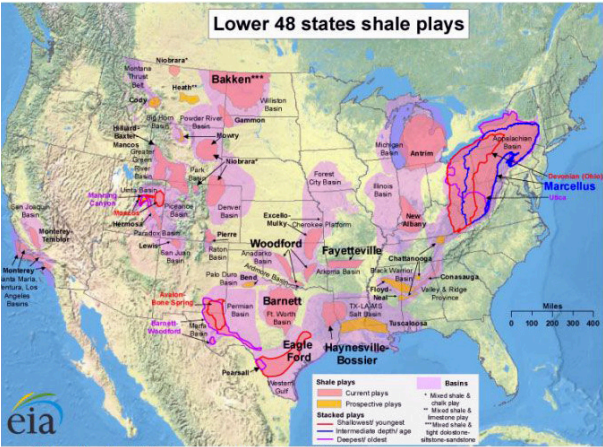 Lower 48 states shale plays
Niobrara*
Montana
Thrust
Belt
Heath**
Bakken***
Cody
Williston
Basin
Big Horn
Basin
Powder River
Basin
Gammon
Hilliard-
Baxter-
Mancos
Mowry
Greater
Green
River
Basin
Niobrara*
Park
Basin
Michigan
Basin
Antrim
Appalachian
Basin
Devonian (Ohio)
Marcellus
Utica
Forest
City Basin
Illinois
Basin
San Joaquin
Basin
Manning
Canyon
Uinta Basin
Piceance
Basin
Denver
Basin
Mancos
Excello-
Mulky
Cherokee Platform
New
Albany
Monterey-
Temblor
Hermosa
Paradox Basin
Pierre
Lewis
San Juan
Basin
Raton
Basin
Woodford
Anadarko
Basin
Fayetteville
Chattanooga
Monterey
Santa Maria,
Ventura, Los
Angeles
Basins
Palo Duro
Basin
Bend
Ardmore Basin
Arkoma Basin
Black Warrior
Basin
Conasauga
Floyd-
Neal
Valley & Ridge
Province
Avalon-
Bone Spring
Permian
Basin
Barnett
Ft. Worth
Basin
TX-LA-MS
Salt Basin
Tuscaloosa
Barnett-
Woodford
Marfa
Basin
Eagle
Ford
Haynesville-
Bossier
Pearsall
Western
Gulf
Miles
0 100 200 300 400
Shale plays
Current plays
Prospective plays
Stacked plays
Shallowest/ youngest
Intermediate depth/ age
Deepest/ oldest
Basins
* Mixed shale &
chalk play
** Mixed shale &
limestone play
***Mixed shale &
tight dolostone-
siltstone-sandstone
eia